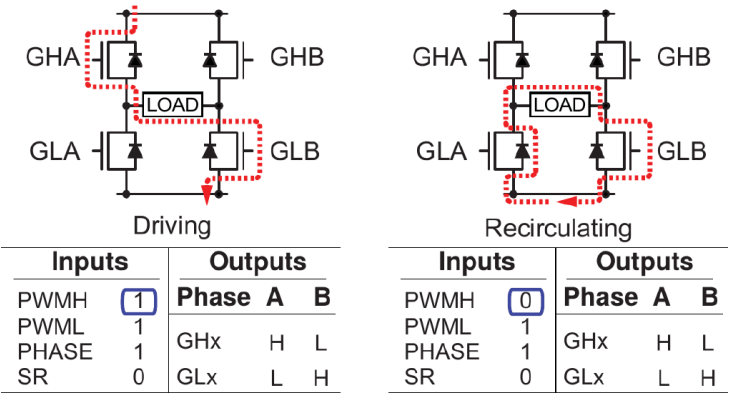 GHA GHB
LOAD
GLA GLB
Driving
Inputs Outputs
PWMH 1 Phase A B
PWML 1
PHASE 1 GHx H L
SR 0 GLx L H
GHA GHB
LOAD
GLA GLB
Recirculating
Inputs Outputs
PWMH 0 Phase A B
PWML 1
PHASE 1 GHx H L
SR 0 GLx L H